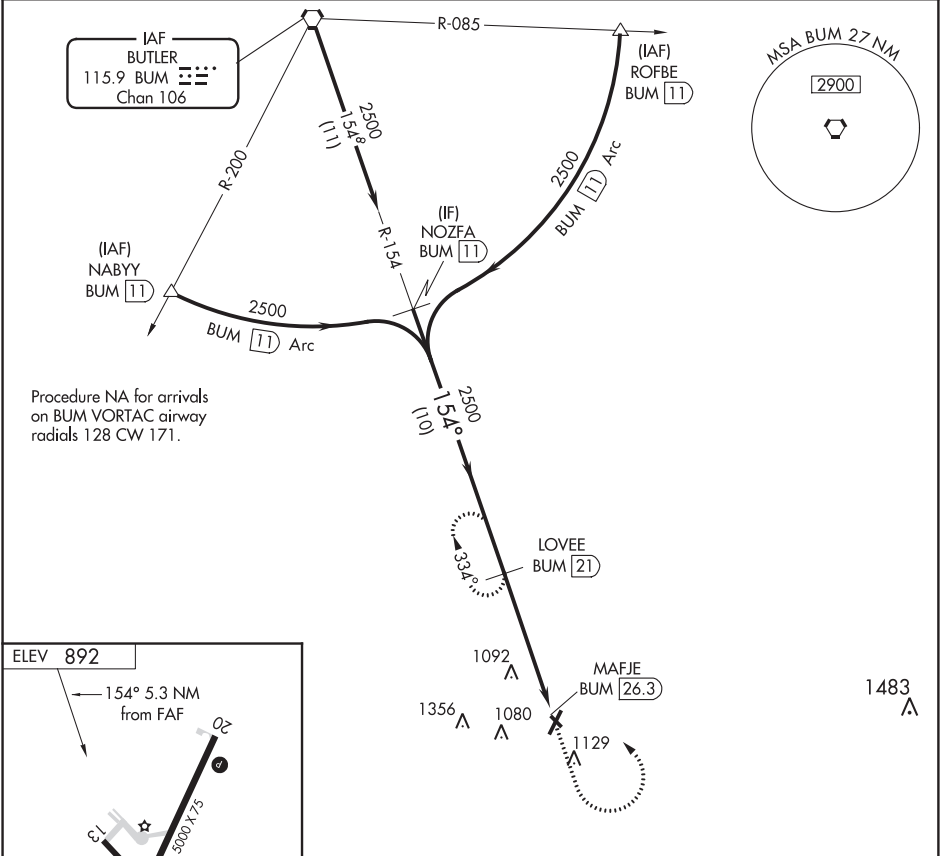 R-085
IAF
BUTLER
115.9 BUM
Chan 106
(IAF)
ROFBE
BUM 11
MSA BUM 27 NM
2900
2500
154°
(11)
R-200
2500
BUM 11 Arc
(IF)
NOZFA
BUM 11
R-154
(IAF)
NABYY
BUM 11
2500
BUM 11 Arc
Procedure NA for arrivals
on BUM VORTAC airway
radials 128 CW 171.
2500
154°
(10)
LOVEE
BUM 21
334°
ELEV 892
154° 5.3 NM
from FAF
1092
MAFJE
BUM 26.3
1356
1080
1483
1129
20
P
5000 X 75
13